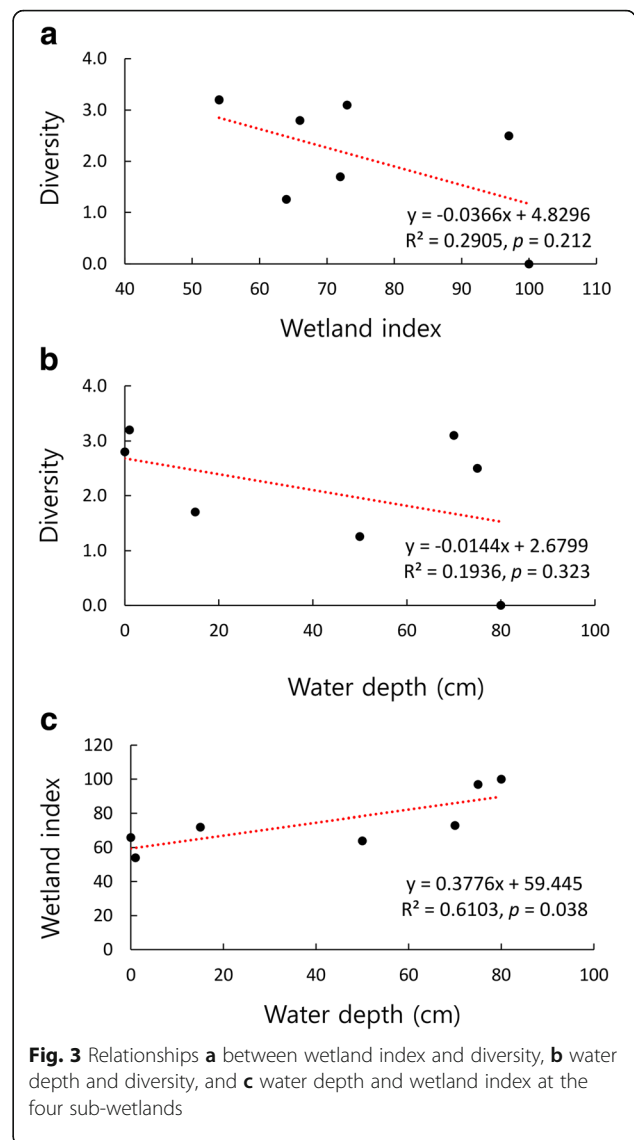 a
4.0
3.0
2.0
1.0
0.0
Diversity
40 50 60 70 80 90 100 110
Wetland index
y = -0.0366x + 4.8296
R² = 0.2905, p = 0.212
b
4.0
3.0
2.0
1.0
0.0
Diversity
0 20 40 60 80 100
Water depth (cm)
y = -0.0144x + 2.6799
R² = 0.1936, p = 0.323
c
120
100
80
60
40
20
0
Wetland index
0 20 40 60 80 100
Water depth (cm)
y = 0.3776x + 59.445
R² = 0.6103, p = 0.038
Fig. 3 Relationships a between wetland index and diversity, b water
depth and diversity, and c water depth and wetland index at the
four sub-wetlands